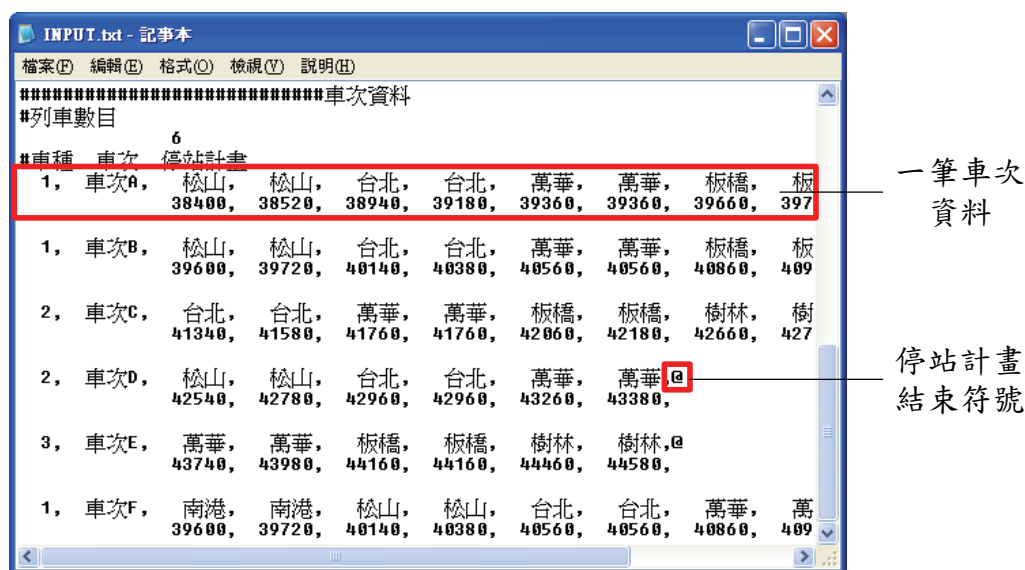 INPUT.txt - 記事本
檔案(F) 編輯(E) 格式(O) 檢視(V) 說明(H)
############################車次資料
#列車數目
6
#車種 車次 停站計畫
1, 車次A, 松山, 松山, 台北, 台北, 萬華, 萬華, 板橋, 板
38400, 38520, 38940, 39180, 39360, 39360, 39660, 397
1, 車次B, 松山, 松山, 台北, 台北, 萬華, 萬華, 板橋, 板
39600, 39720, 40140, 40380, 40560, 40560, 40860, 409
2, 車次C, 台北, 台北, 萬華, 萬華, 板橋, 板橋, 樹林, 樹
41340, 41580, 41760, 41760, 42060, 42180, 42660, 427
2, 車次D, 松山, 松山, 台北, 台北, 萬華, 萬華,@
42540, 42780, 42960, 42960, 43260, 43380,
3, 車次E, 萬華, 萬華, 板橋, 板橋, 樹林, 樹林,@
43740, 43980, 44160, 44160, 44460, 44580,
1, 車次F, 南港, 南港, 松山, 松山, 台北, 台北, 萬華, 萬
39600, 39720, 40140, 40380, 40560, 40560, 40860, 409
一筆車次
資料
停站計畫
結束符號